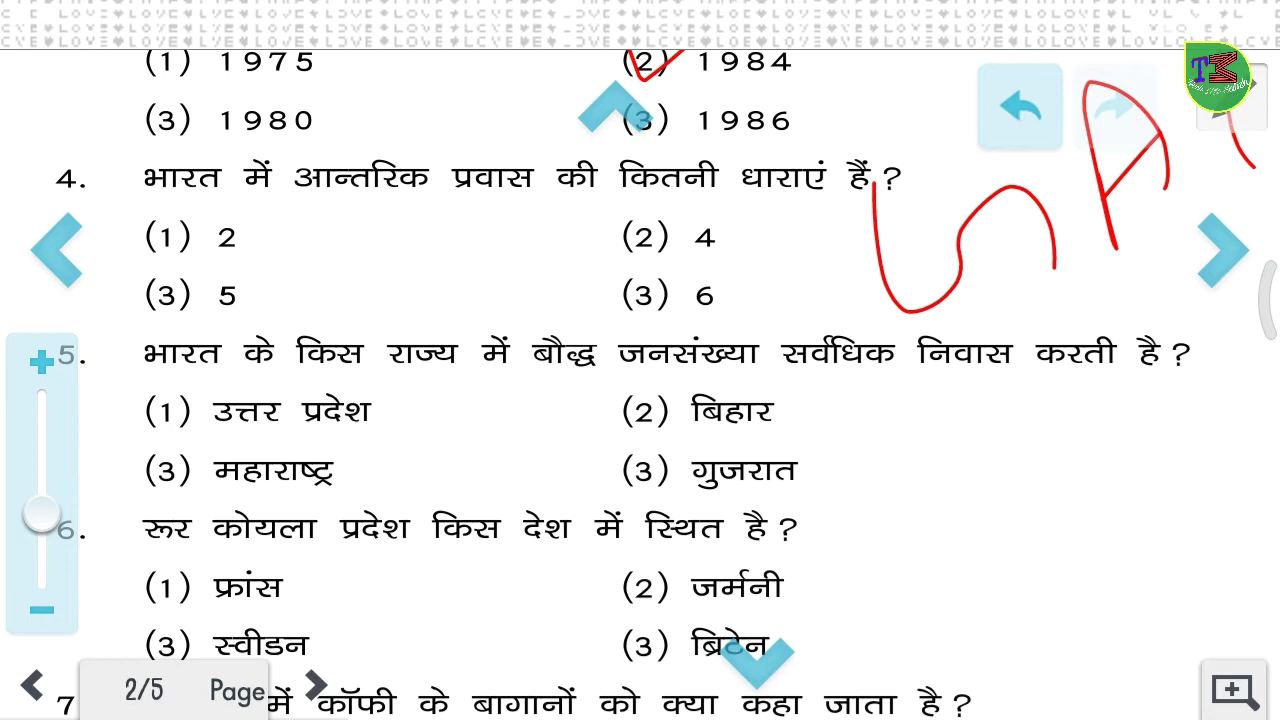 (1) 1975 (2) 1984
(3) 1980 (3) 1986
4. भारत में आन्तरिक प्रवास की कितनी धाराएं हैं ?
(1) 2 (2) 4
(3) 5 (3) 6
5. भारत के किस राज्य में बौद्ध जनसंख्या सर्वधिक निवास करती है ?
(1) उत्तर प्रदेश (2) बिहार
(3) महाराष्ट्र (3) गुजरात
6. रूर कोयला प्रदेश किस देश में स्थित है ?
(1) फ्रांस (2) जर्मनी
(3) स्वीडन (3) ब्रिटेन
2/5 Page
7 में कॉफी के बागानों को क्या कहा जाता है ?